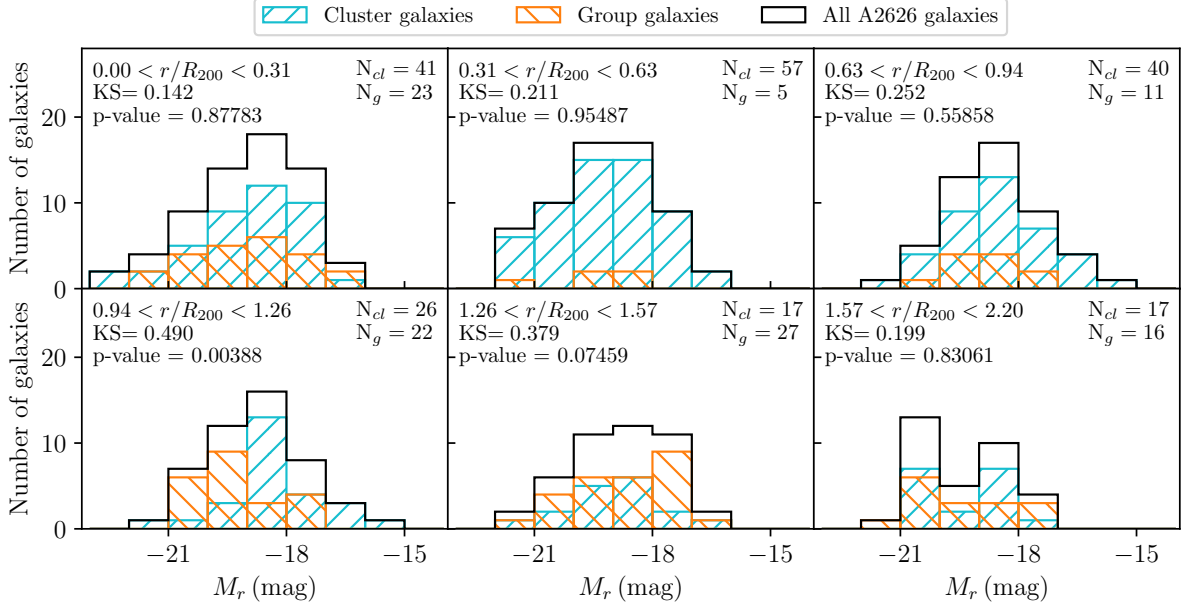 Cluster galaxies Group galaxies All A2626 galaxies
0.00 < r/R200 < 0.31 Ncl = 41
KS= 0.142 Ng = 23
p-value = 0.87783
0.31 < r/R200 < 0.63 Ncl = 57
KS= 0.211 Ng = 5
p-value = 0.95487
0.63 < r/R200 < 0.94 Ncl = 40
KS= 0.252 Ng = 11
p-value = 0.55858
Number of galaxies
20
10
0
0.94 < r/R200 < 1.26 Ncl = 26
KS= 0.490 Ng = 22
p-value = 0.00388
1.26 < r/R200 < 1.57 Ncl = 17
KS= 0.379 Ng = 27
p-value = 0.07459
1.57 < r/R200 < 2.20 Ncl = 17
KS= 0.199 Ng = 16
p-value = 0.83061
Number of galaxies
20
10
0
−21 −18 −15 −21 −18 −15 −21 −18 −15
Mr (mag) Mr (mag) Mr (mag)